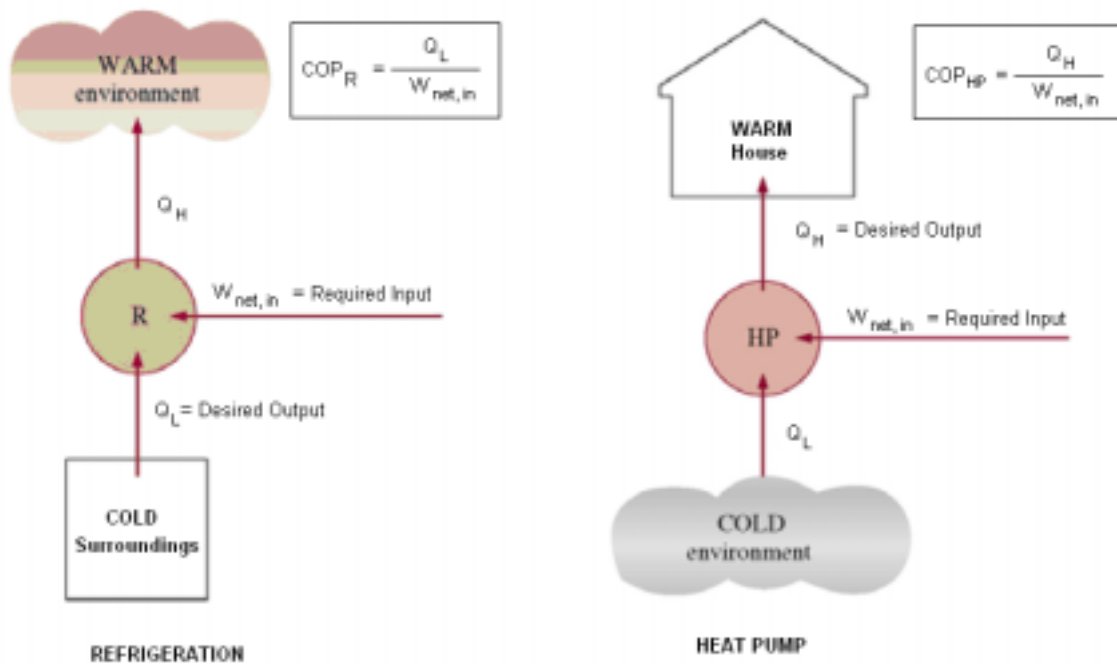 WARM
environment
COP_R = Q_L / W_net,in
Q_H
R
W_net,in = Required Input
Q_L = Desired Output
COLD
Surroundings
REFRIGERATION
WARM
House
COP_HP = Q_H / W_net,in
Q_H = Desired Output
HP
W_net,in = Required Input
Q_L
COLD
environment
HEAT PUMP